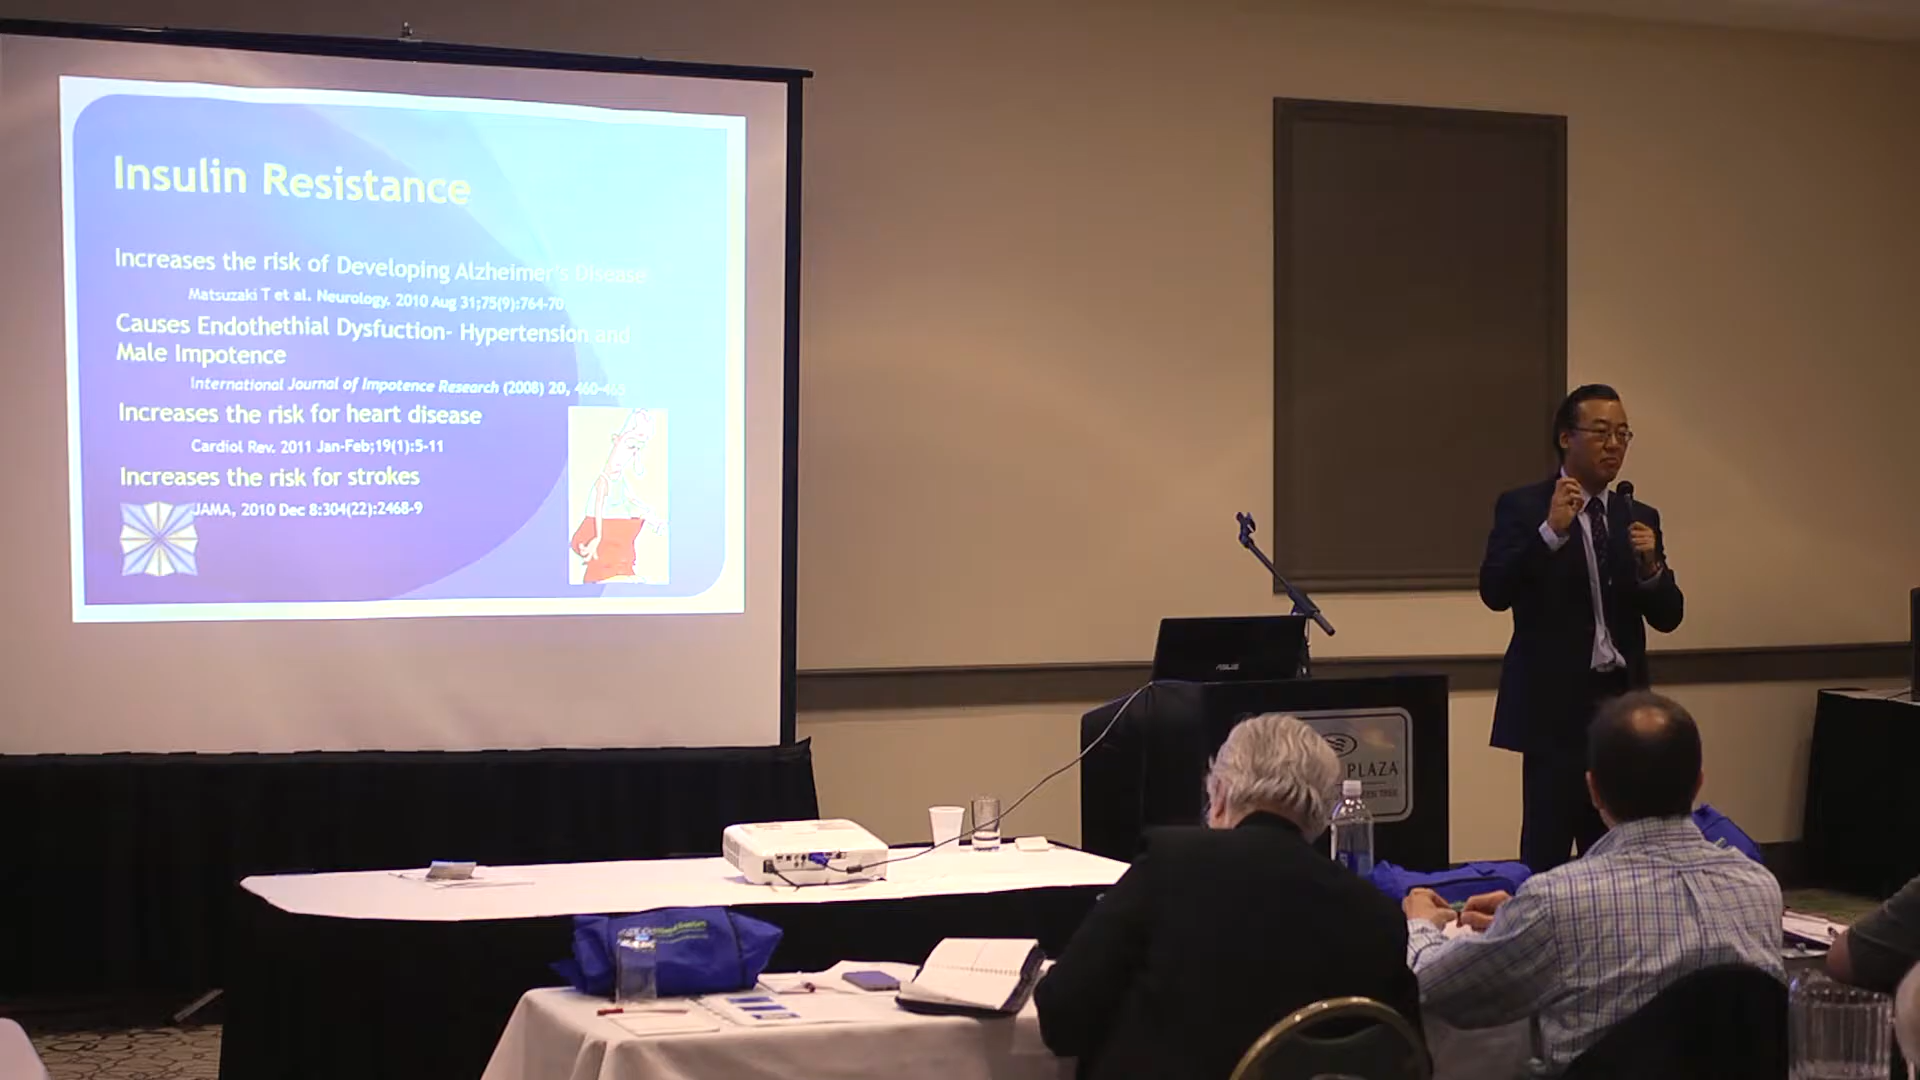 Insulin Resistance
Increases the risk of Developing Alzheimer's Disease
Matsuzaki T et al. Neurology. 2010 Aug 31;75(9):764-70
Causes Endothethial Dysfuction- Hypertension and
Male Impotence
International Journal of Impotence Research (2008) 20,
Increases the risk for heart disease
Cardiol Rev. 2011 Jan-Feb;19(1):5-11
Increases the risk for strokes
JAMA, 2010 Dec 8:304(22):2468-9
ASUS
PLAZA